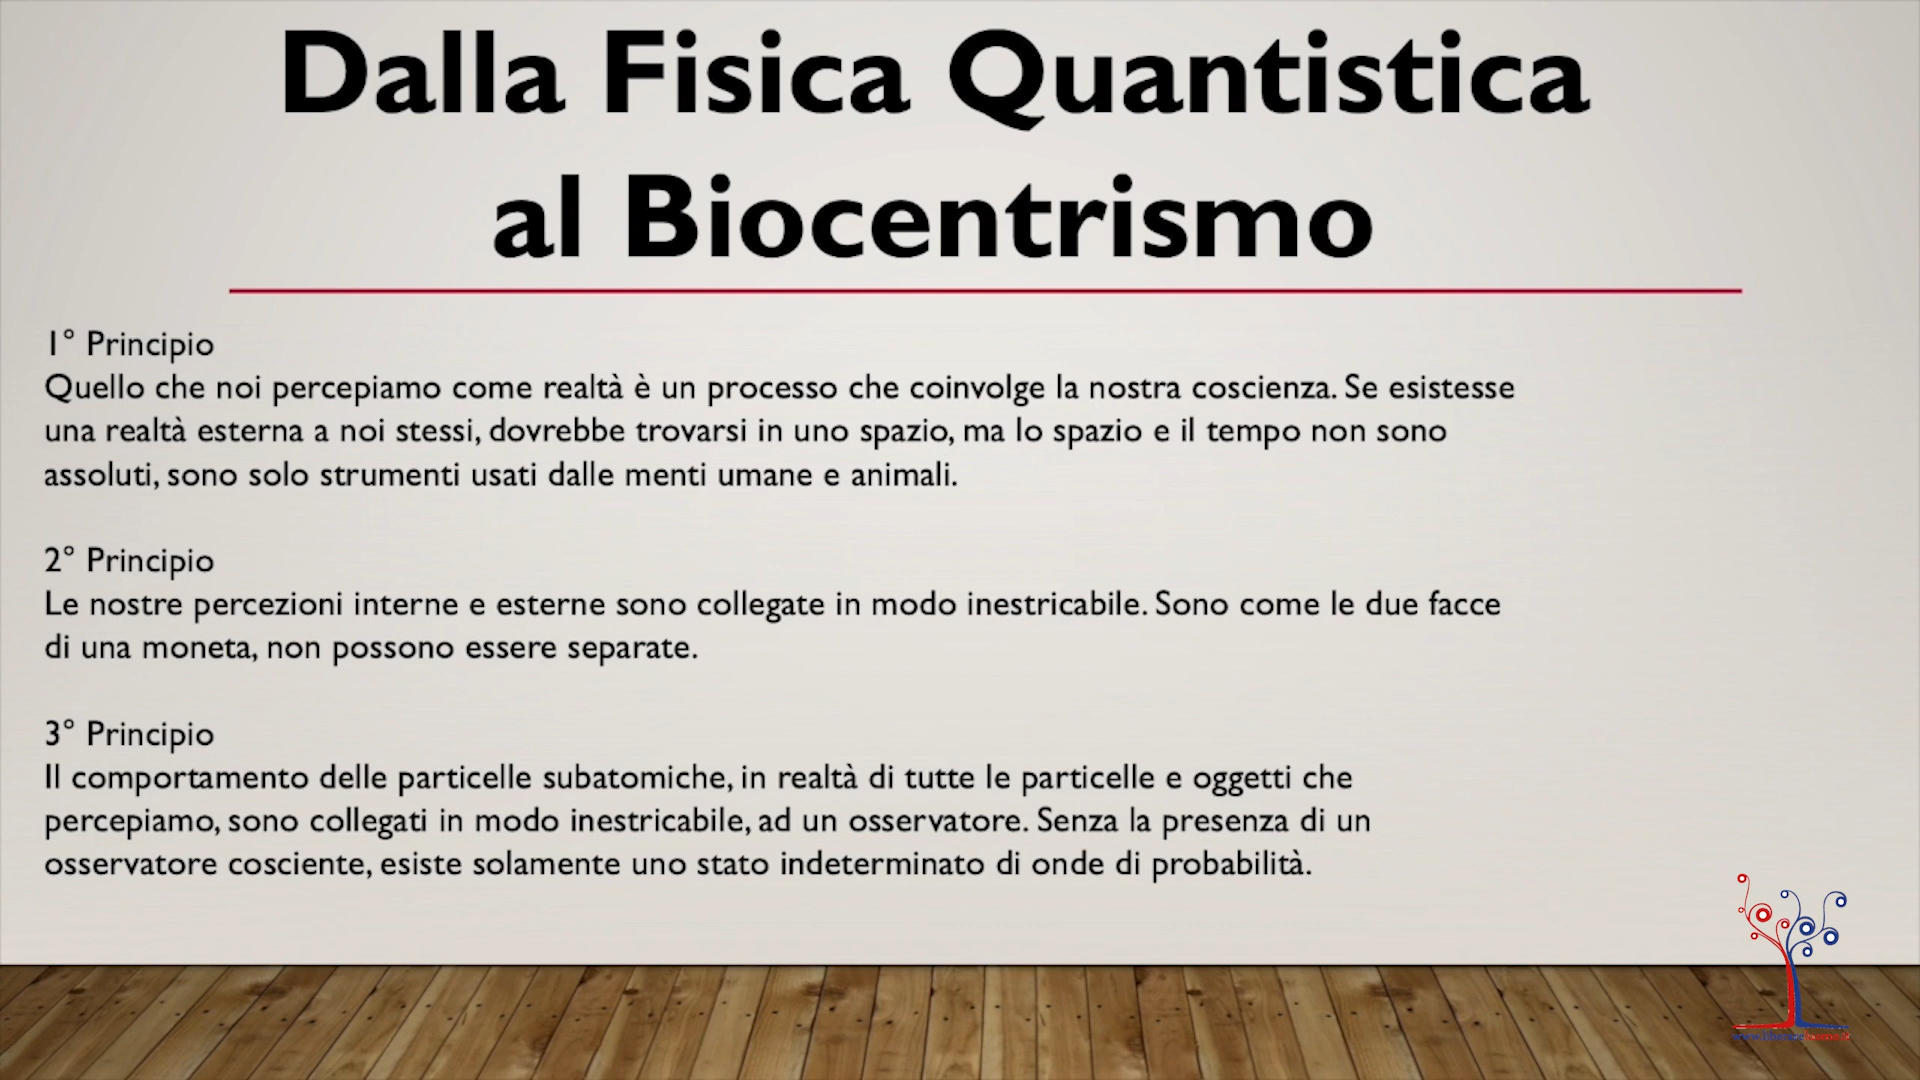 Dalla Fisica Quantistica
al Biocentrismo
1° Principio
Quello che noi percepiamo come realtà è un processo che coinvolge la nostra coscienza. Se esistesse
una realtà esterna a noi stessi, dovrebbe trovarsi in uno spazio, ma lo spazio e il tempo non sono
assoluti, sono solo strumenti usati dalle menti umane e animali.
2° Principio
Le nostre percezioni interne e esterne sono collegate in modo inestricabile. Sono come le due facce
di una moneta, non possono essere separate.
3° Principio
Il comportamento delle particelle subatomiche, in realtà di tutte le particelle e oggetti che
percepiamo, sono collegati in modo inestricabile, ad un osservatore. Senza la presenza di un
osservatore cosciente, esiste solamente uno stato indeterminato di onde di probabilità.